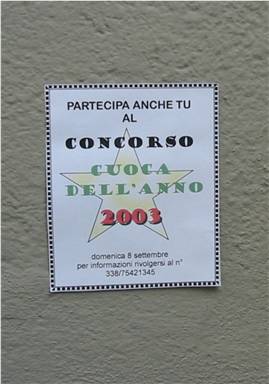 PARTECIPA ANCHE TU
AL
CONCORSO
CUOCA
DELL'ANNO
2003
domenica 8 settembre
per informazioni rivolgersi al n°
338/75421345